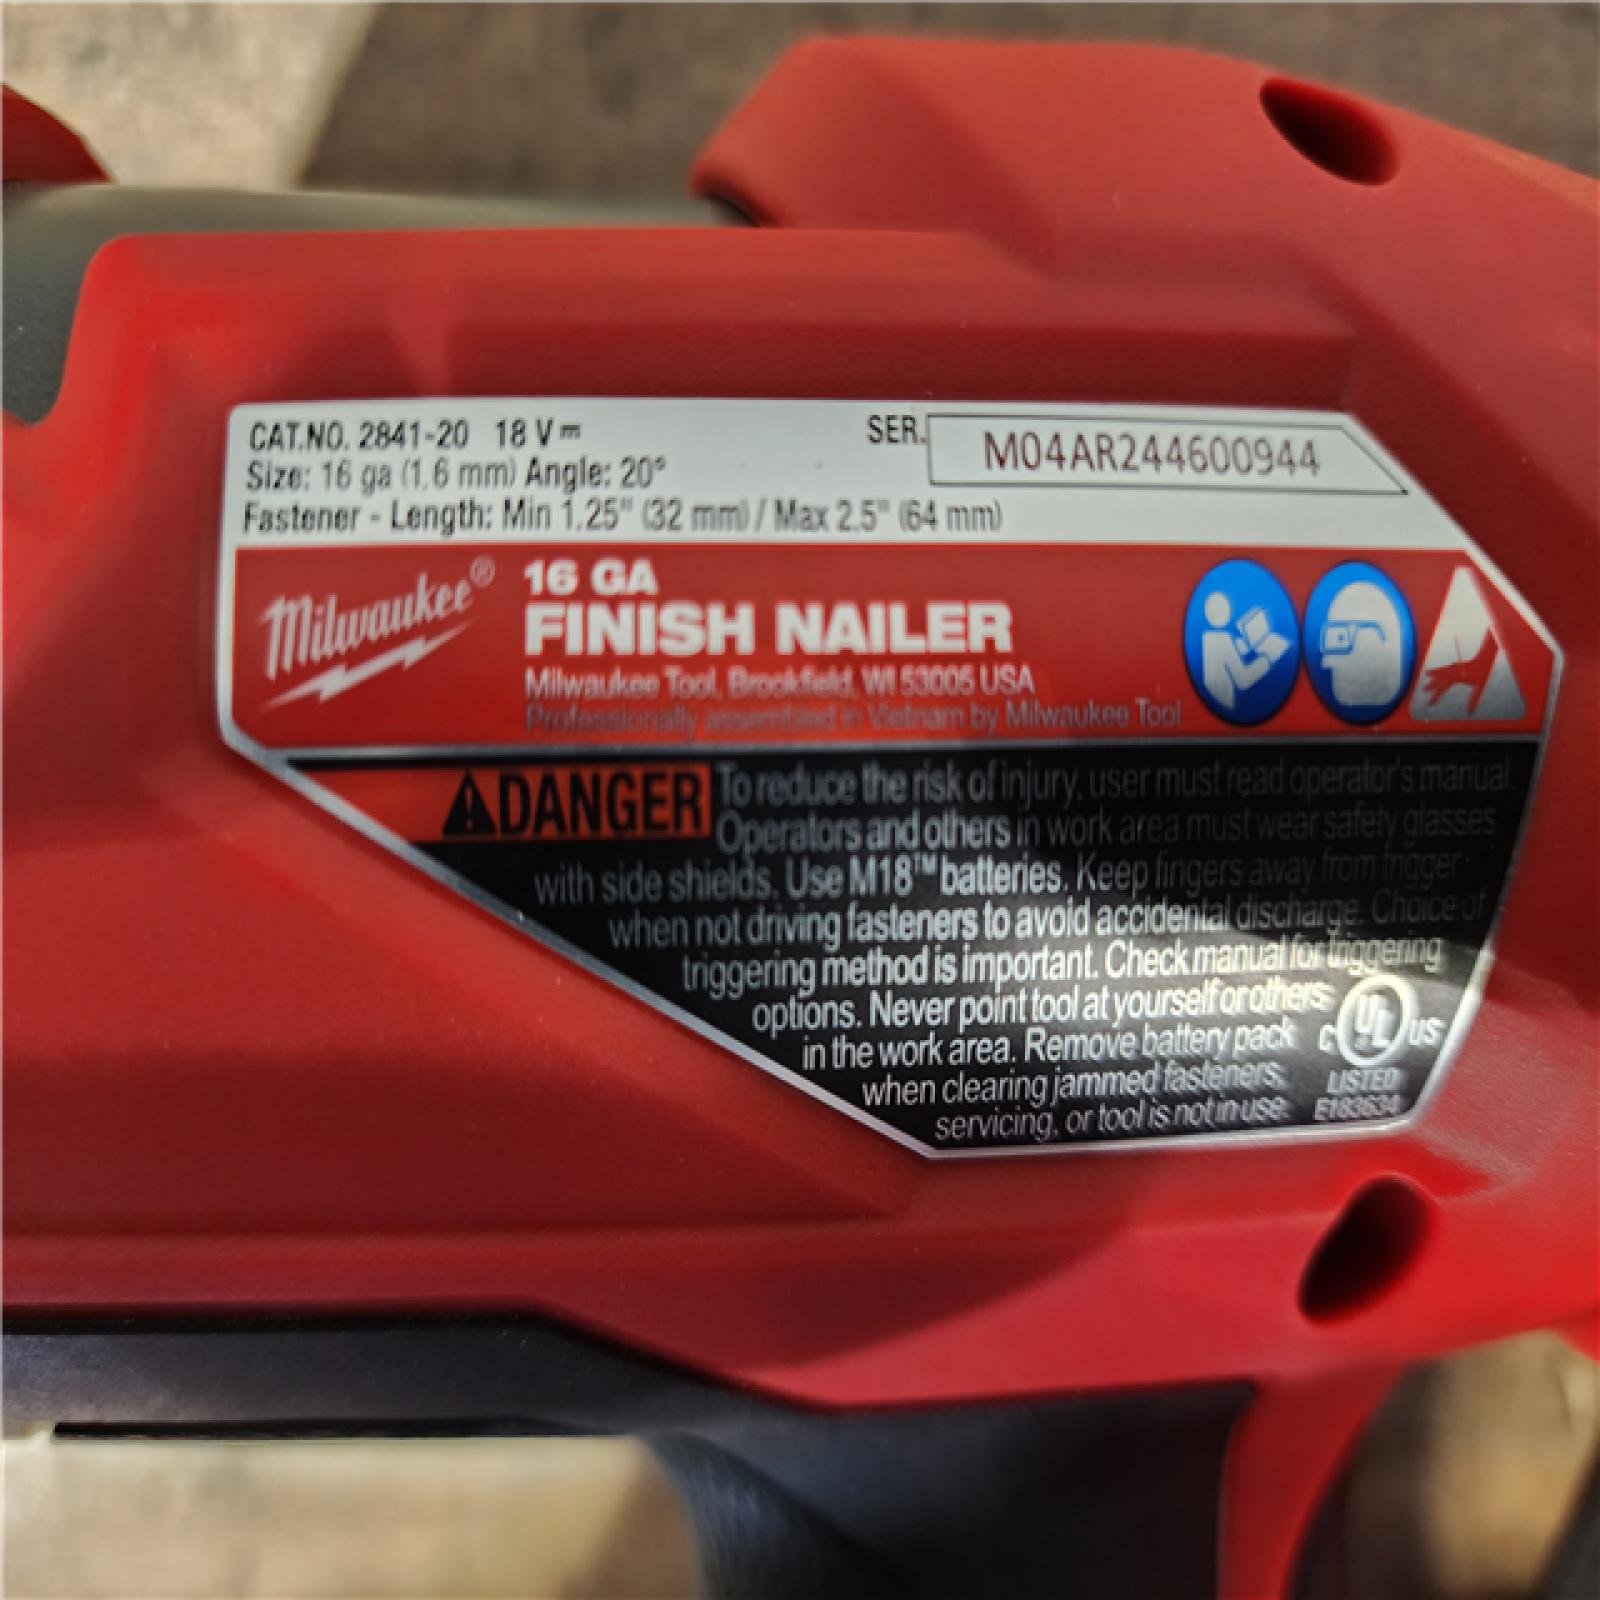 CAT.NO. 2841-20 18 V⎓
SER. M04AR244600944
Size: 16 ga (1.6 mm) Angle: 20°
Fastener - Length: Min 1.25" (32 mm) / Max 2.5" (64 mm)
Milwaukee®
16 GA
FINISH NAILER
Milwaukee Tool, Brookfield, WI 53005 USA
Professionally assembled in Vietnam by Milwaukee Tool
DANGER To reduce the risk of injury, user must read operator's manual.
Operators and others in work area must wear safety glasses
with side shields. Use M18™ batteries. Keep fingers away from trigger
when not driving fasteners to avoid accidental discharge. Choice of
triggering method is important. Check manual for triggering
options. Never point tool at yourself or others
in the work area. Remove battery pack
when clearing jammed fasteners,
servicing, or tool is not in use.
C UL US
LISTED
E183634